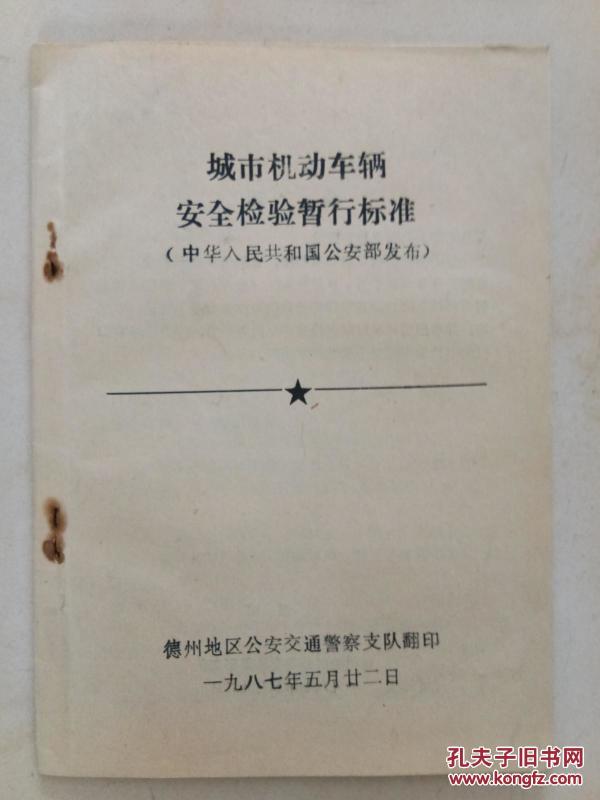 城市机动车辆
安全检验暂行标准
（中华人民共和国公安部发布）
德州地区公安交通警察支队翻印
一九八七年五月廿二日
孔夫子旧书网
www.kongfz.com